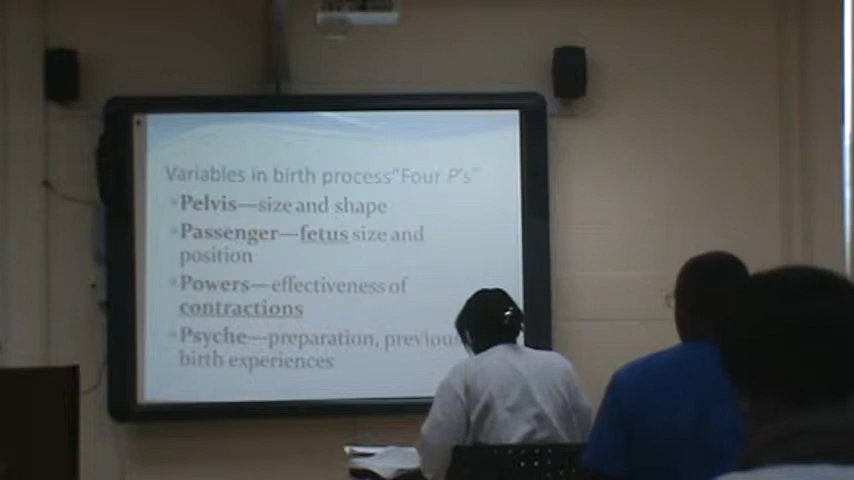 Variables in birth process“Four P's”
Pelvis—size and shape
Passenger—fetus size and
position
Powers—effectiveness of
contractions
Psyche—preparation, previous
birth experiences